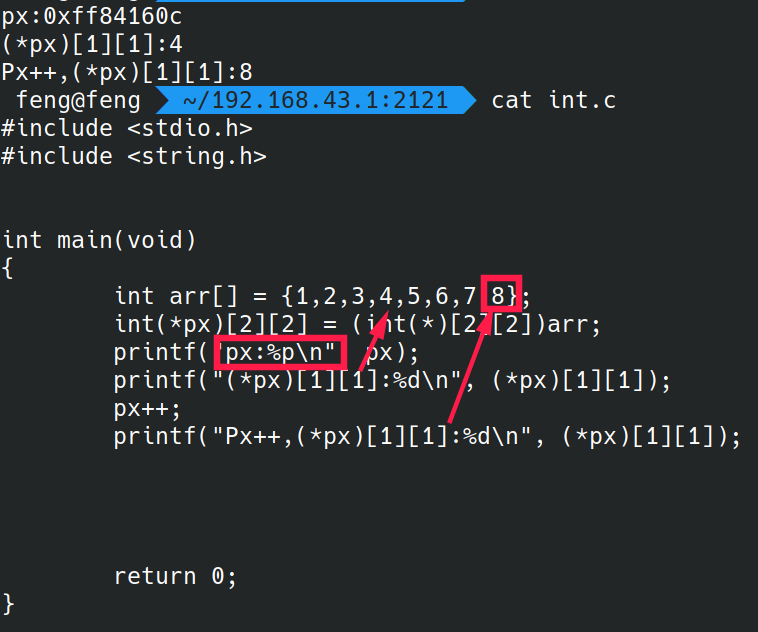 px:0xff84160c
(*px)[1][1]:4
Px++,(*px)[1][1]:8
feng@feng ~/192.168.43.1:2121 cat int.c
#include <stdio.h>
#include <string.h>
int main(void)
{
int arr[] = {1,2,3,4,5,6,7 8};
int(*px)[2][2] = (int(*)[2][2])arr;
printf("px:%p\n" px);
printf("(*px)[1][1]:%d\n", (*px)[1][1]);
px++;
printf("Px++,(*px)[1][1]:%d\n", (*px)[1][1]);
return 0;
}